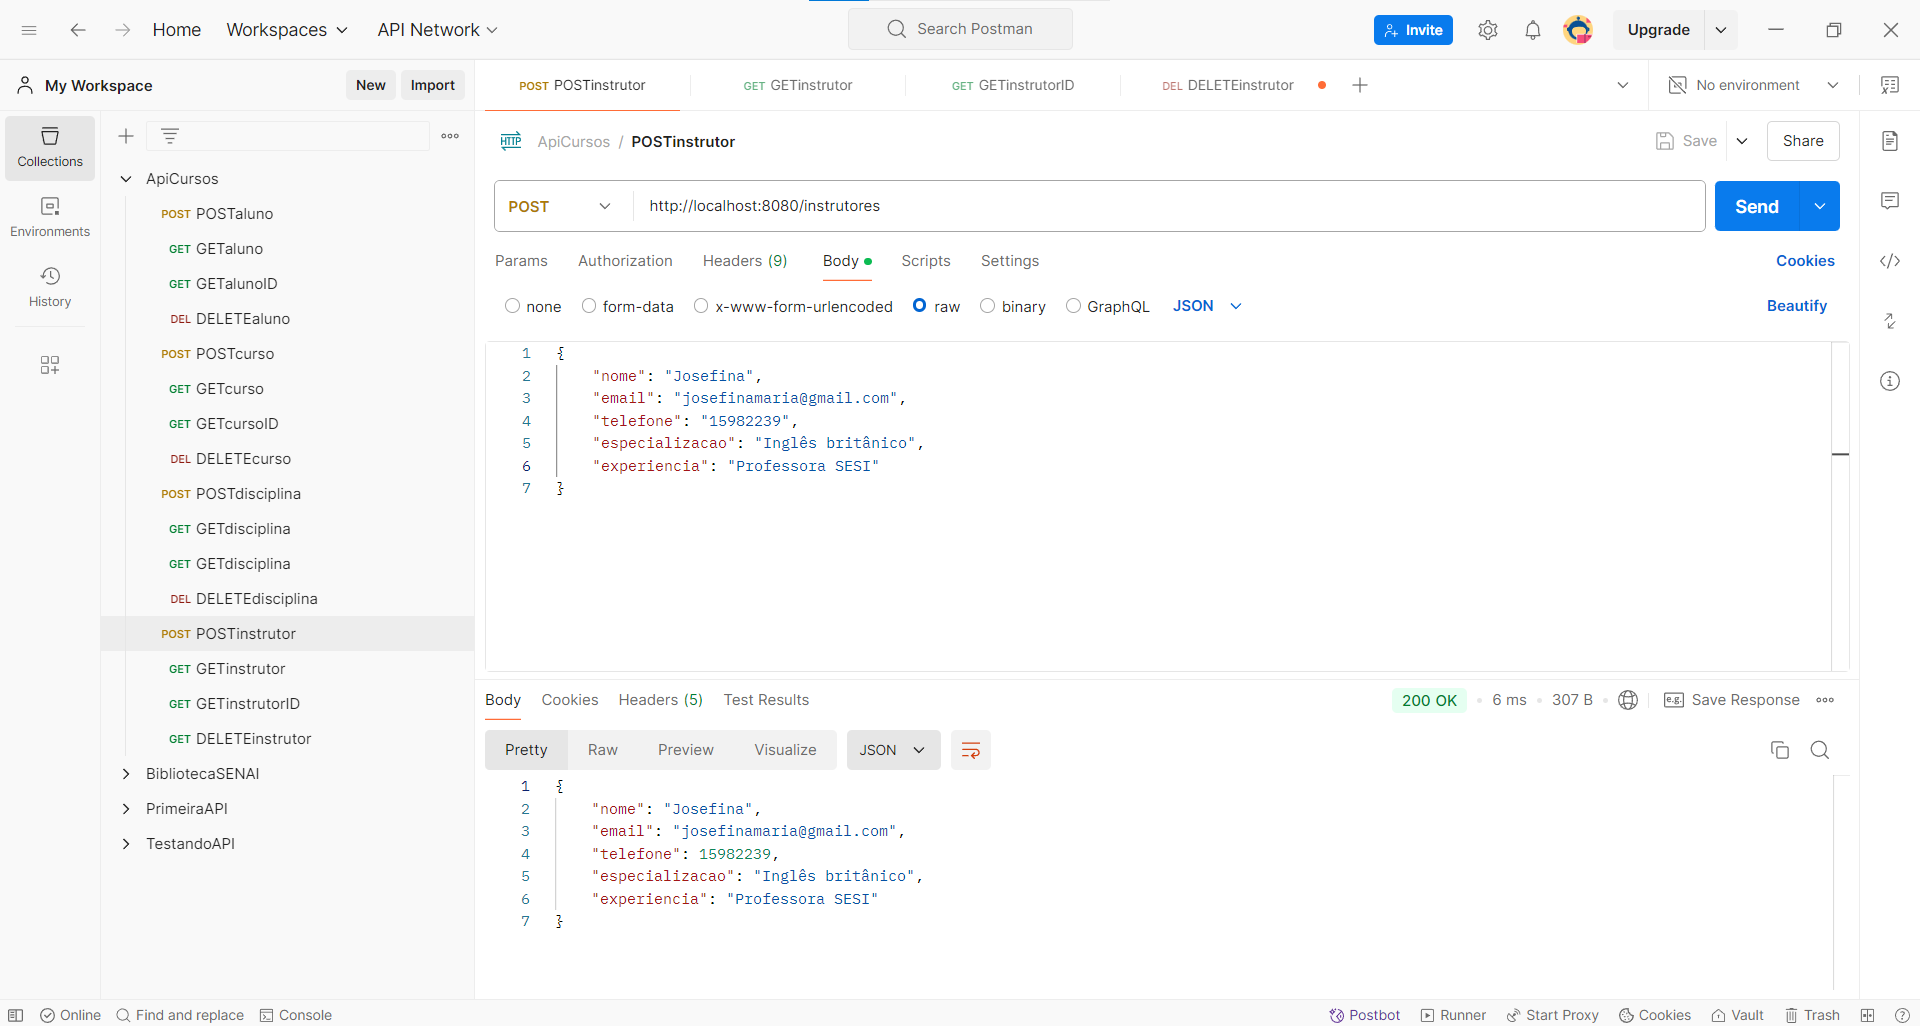 Home Workspaces API Network Search Postman Invite Upgrade
My Workspace New Import
POST POSTinstrutor GET GETinstrutor GET GETinstrutorID DEL DELETEinstrutor No environment
Collections
Environments
History
ApiCursos
POST POSTaluno
GET GETaluno
GET GETalunoID
DEL DELETEaluno
POST POSTcurso
GET GETcurso
GET GETcursoID
DEL DELETEcurso
POST POSTdisciplina
GET GETdisciplina
GET GETdisciplina
DEL DELETEdisciplina
POST POSTinstrutor
GET GETinstrutor
GET GETinstrutorID
GET DELETEinstrutor
BibliotecaSENAI
PrimeiraAPI
TestandoAPI
HTTP ApiCursos / POSTinstrutor Save Share
POST http://localhost:8080/instrutores Send
Params Authorization Headers (9) Body Scripts Settings Cookies
none form-data x-www-form-urlencoded raw binary GraphQL JSON Beautify
1 {
2 "nome": "Josefina",
3 "email": "josefinamaria@gmail.com",
4 "telefone": "15982239",
5 "especializacao": "Inglês britânico",
6 "experiencia": "Professora SESI"
7 }
Body Cookies Headers (5) Test Results 200 OK 6 ms 307 B e.g. Save Response
Pretty Raw Preview Visualize JSON
1 {
2 "nome": "Josefina",
3 "email": "josefinamaria@gmail.com",
4 "telefone": 15982239,
5 "especializacao": "Inglês britânico",
6 "experiencia": "Professora SESI"
7 }
Online Find and replace Console Postbot Runner Start Proxy Cookies Vault Trash